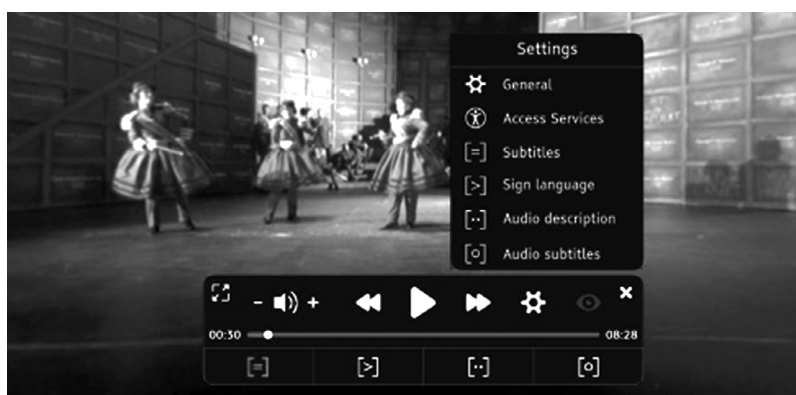 Settings
General
Access Services
[=] Subtitles
[>] Sign language
[··] Audio description
[o] Audio subtitles
- +
00:30 08:28
[=] [>] [··] [o]